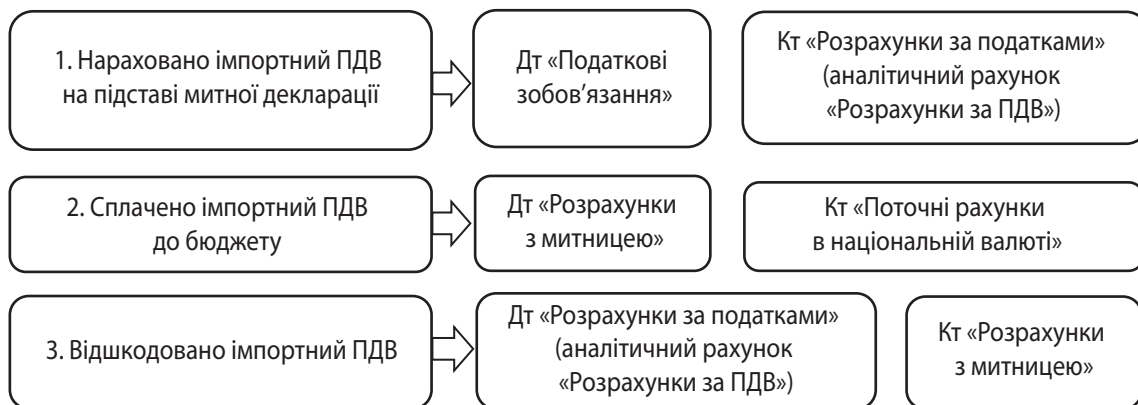 1. Нараховано імпортний ПДВ
на підставі митної декларації
Дт «Податкові
зобов’язання»
Кт «Розрахунки за податками»
(аналітичний рахунок
«Розрахунки за ПДВ»)
2. Сплачено імпортний ПДВ
до бюджету
Дт «Розрахунки
з митницею»
Кт «Поточні рахунки
в національній валюті»
3. Відшкодовано імпортний ПДВ
Дт «Розрахунки за податками»
(аналітичний рахунок
«Розрахунки за ПДВ»)
Кт «Розрахунки
з митницею»